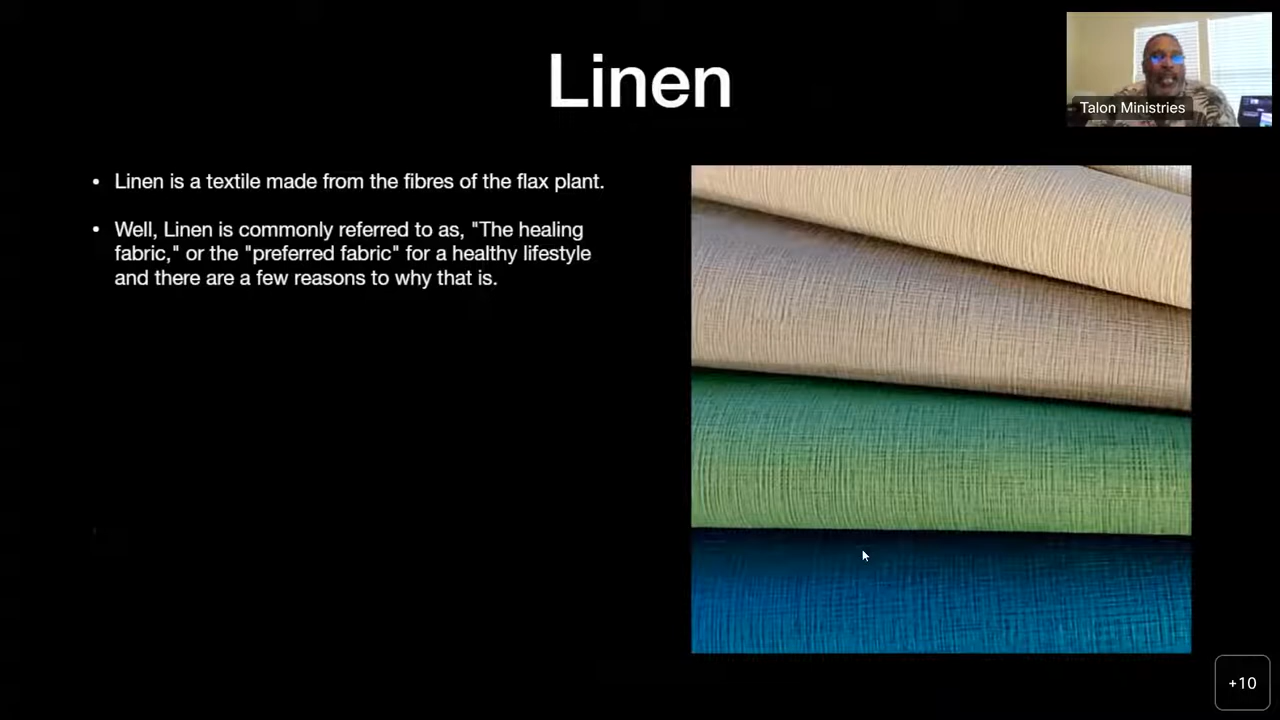 Linen
Talon Ministries
• Linen is a textile made from the fibres of the flax plant.
• Well, Linen is commonly referred to as, "The healing
fabric," or the "preferred fabric" for a healthy lifestyle
and there are a few reasons to why that is.
+10